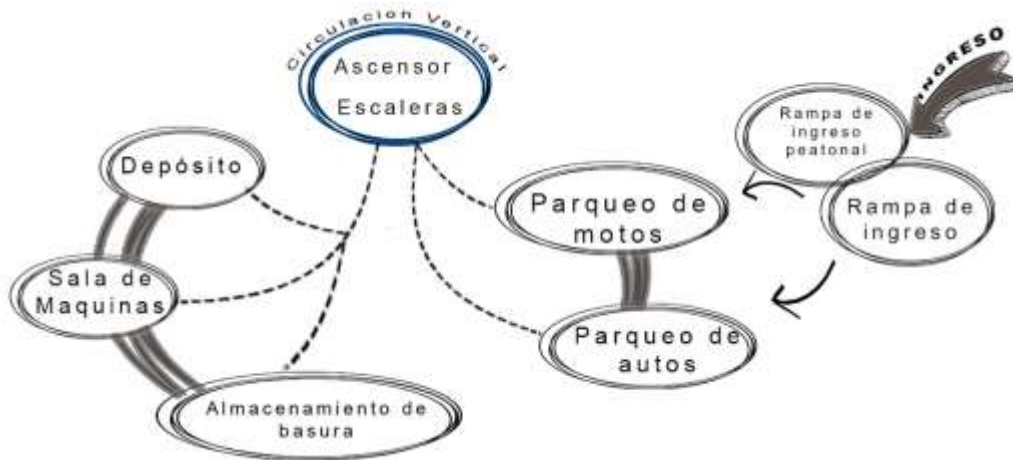 Circulacion Vertical
Ascensor
Escaleras
INGRESO
Rampa de
ingreso
peatonal
Rampa de
ingreso
Depósito
Parqueo de
motos
Sala de
Maquinas
Parqueo de
autos
Almacenamiento de
basura